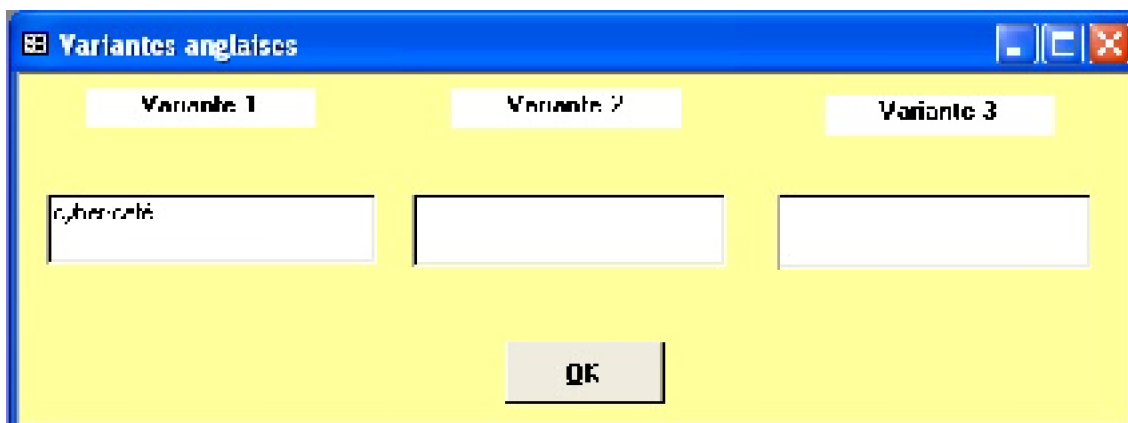 Variantes anglaises
Variante 1
Variante 2
Variante 3
cyber-café
OK